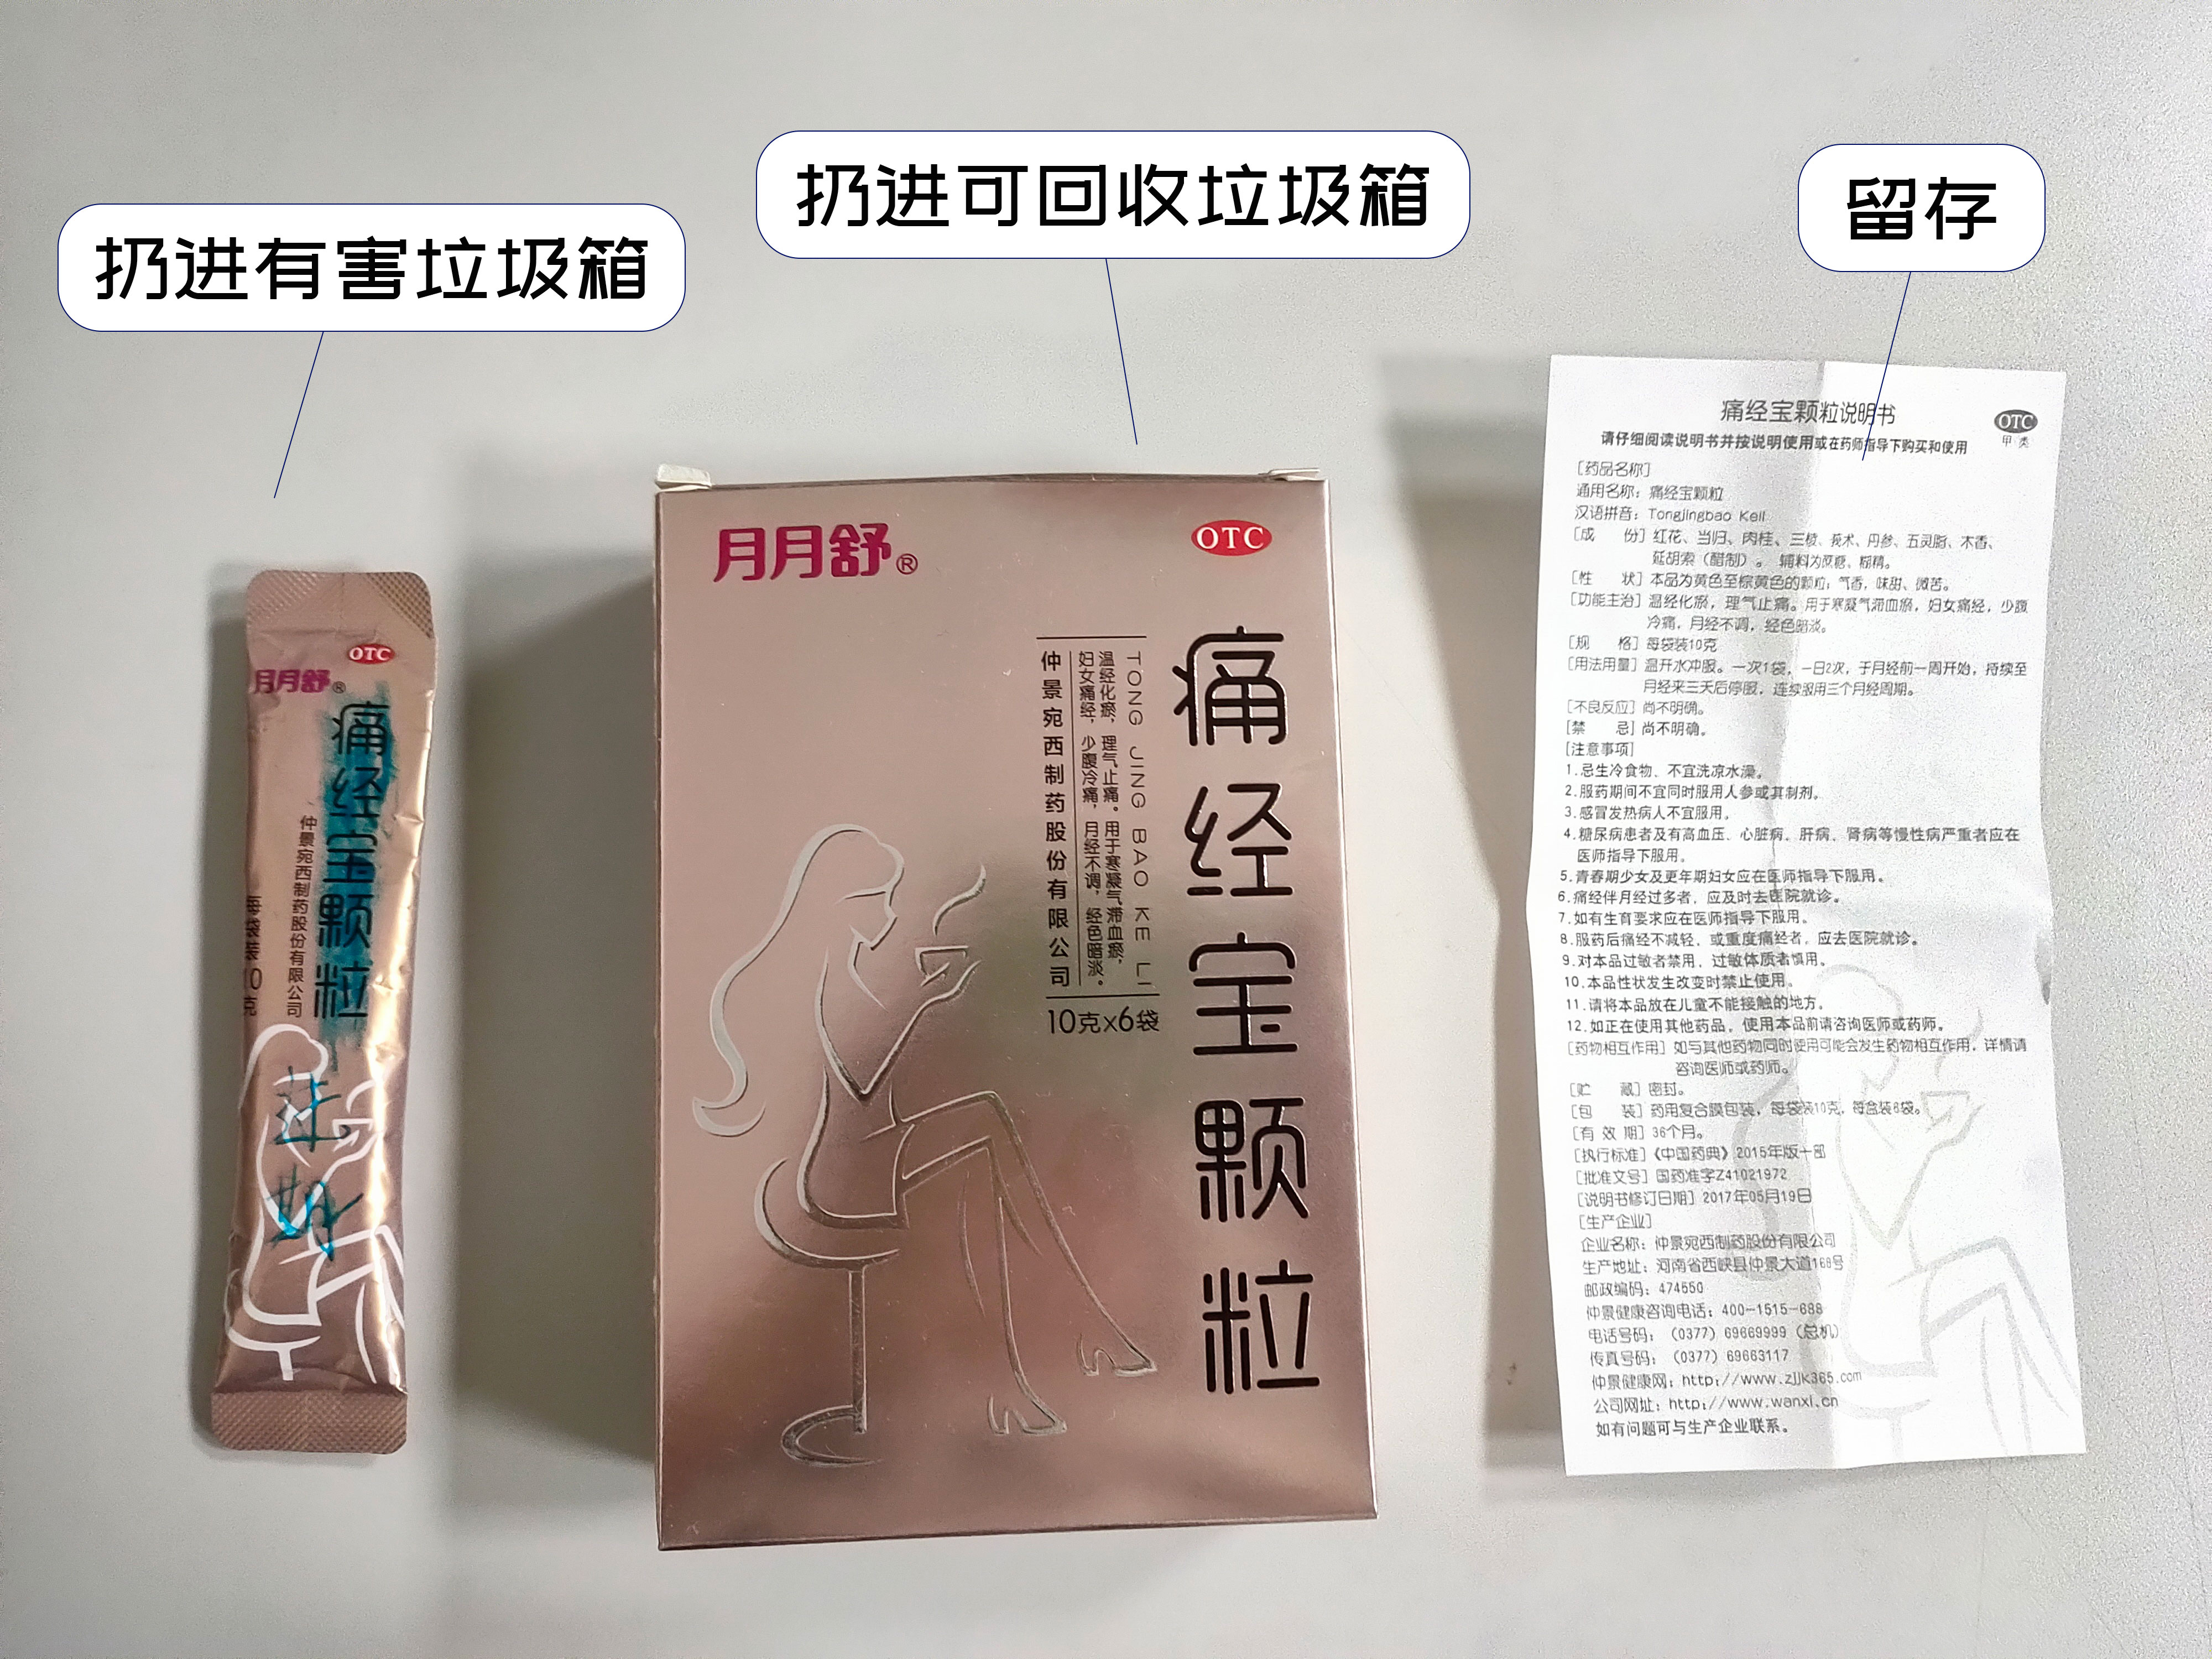 扔进有害垃圾箱
扔进可回收垃圾箱
留存
OTC
月月舒®
痛经宝颗粒
仲景宛西制药股份有限公司
每袋装10克
月月舒®
OTC
痛经宝颗粒
TONG JING BAO KE LI
温经化瘀，理气止痛。用于寒凝气滞血瘀，
妇女痛经，少腹冷痛，月经不调，经色暗淡。
仲景宛西制药股份有限公司
10克x6袋
痛经宝颗粒说明书
OTC
甲类
请仔细阅读说明书并按说明使用或在药师指导下购买和使用
[药品名称]
通用名称：痛经宝颗粒
汉语拼音：Tongjingbao Keli
[成 份] 红花、当归、肉桂、三棱、莪术、丹参、五灵脂、木香、
延胡索（醋制）。辅料为蔗糖、糊精。
[性 状] 本品为黄色至棕黄色的颗粒；气香，味甜、微苦。
[功能主治] 温经化瘀，理气止痛。用于寒凝气滞血瘀，妇女痛经，少腹
冷痛，月经不调，经色暗淡。
[规 格] 每袋装10克
[用法用量] 温开水冲服。一次1袋，一日2次，于月经前一周开始，持续至
月经来三天后停服，连续服用三个月经周期。
[不良反应] 尚不明确。
[禁 忌] 尚不明确。
[注意事项]
1.忌生冷食物、不宜洗凉水澡。
2.服药期间不宜同时服用人参或其制剂。
3.感冒发热病人不宜服用。
4.糖尿病患者及有高血压、心脏病、肝病、肾病等慢性病严重者应在
医师指导下服用。
5.青春期少女及更年期妇女应在医师指导下服用。
6.痛经伴月经过多者，应及时去医院就诊。
7.如有生育要求应在医师指导下服用。
8.服药后痛经不减轻，或重度痛经者，应去医院就诊。
9.对本品过敏者禁用，过敏体质者慎用。
10.本品性状发生改变时禁止使用。
11.请将本品放在儿童不能接触的地方。
12.如正在使用其他药品，使用本品前请咨询医师或药师。
[药物相互作用] 如与其他药物同时使用可能会发生药物相互作用，详情请
咨询医师或药师。
[贮 藏] 密封。
[包 装] 药用复合膜包装，每袋装10克，每盒装6袋。
[有 效 期] 36个月。
[执行标准]《中国药典》2015年版一部
[批准文号] 国药准字Z41021972
[说明书修订日期] 2017年05月19日
[生产企业]
企业名称：仲景宛西制药股份有限公司
生产地址：河南省西峡县仲景大道168号
邮政编码：474550
仲景健康咨询电话：400-1515-688
电话号码：（0377）69669999（总机）
传真号码：（0377）69663117
仲景健康网：http://www.zjjk365.com
公司网址：http://www.wanxi.cn
如有问题可与生产企业联系。